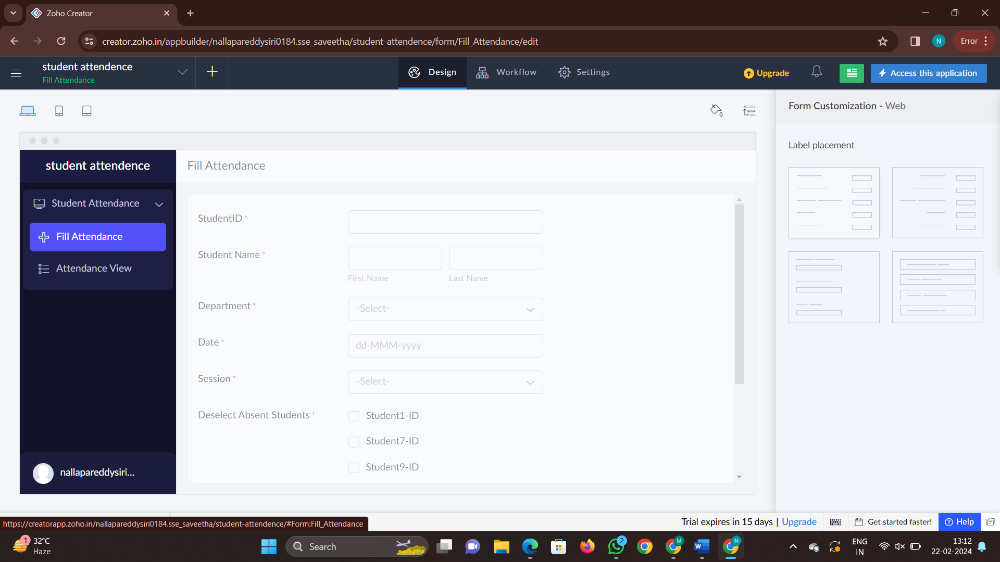 Zoho Creator
creator.zoho.in/appbuilder/nallapareddysiri0184.sse_saveetha/student-attendence/form/Fill_Attendance/edit
N
Error
student attendence
Fill Attendance
Design
Workflow
Settings
Upgrade
Access this application
Form Customization - Web
Label placement
student attendence
Student Attendance
Fill Attendance
Attendance View
nallapareddysiri...
Fill Attendance
StudentID *
Student Name *
First Name
Last Name
Department *
-Select-
Date *
dd-MMM-yyyy
Session *
-Select-
Deselect Absent Students *
Student1-ID
Student7-ID
Student9-ID
https://creatorapp.zoho.in/nallapareddysiri0184.sse_saveetha/student-attendence/#Form:Fill_Attendance
Trial expires in 15 days | Upgrade
Get started faster!
Help
1
32°C
Haze
Search
2
M
W
N
ENG
IN
13:12
22-02-2024